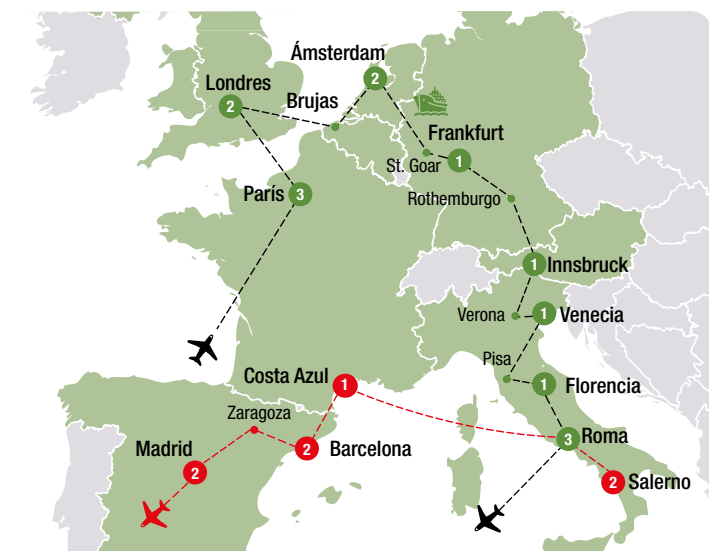 Ámsterdam
2
Londres
2
Brujas
Frankfurt
1
St. Goar
París
3
Rothemburgo
1
Innsbruck
Verona
1
Venecia
Pisa
Costa Azul
1
1
Florencia
Zaragoza
Madrid
2
2
Barcelona
3
Roma
2
Salerno